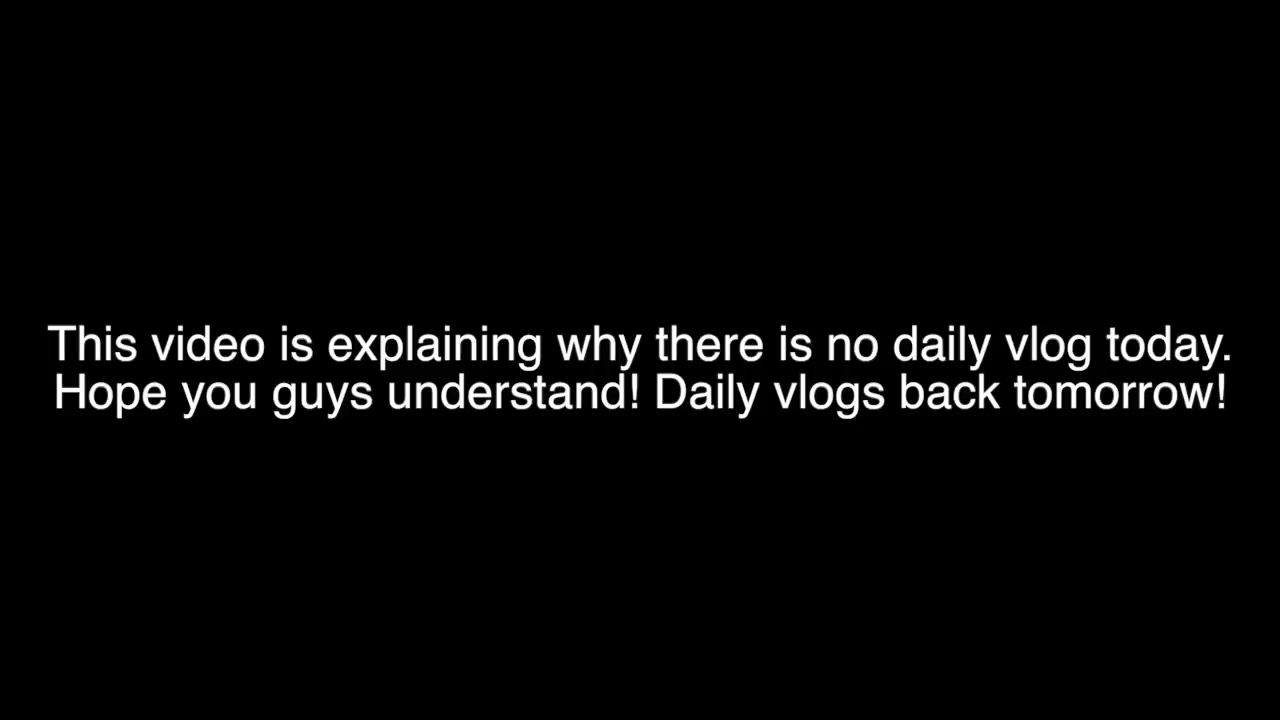 This video is explaining why there is no daily vlog today.
Hope you guys understand! Daily vlogs back tomorrow!